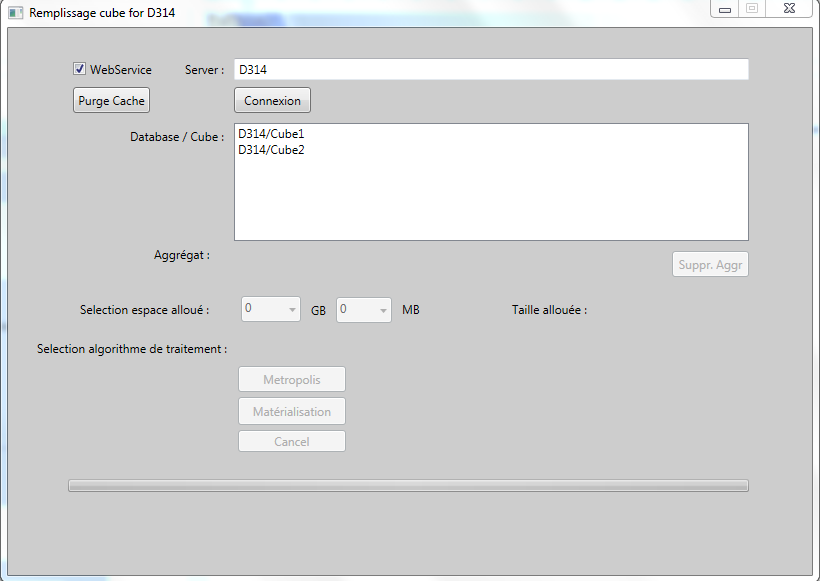 Remplissage cube for D314
WebService Server : D314
Purge Cache Connexion
Database / Cube : D314/Cube1
D314/Cube2
Aggrégat :
Suppr. Aggr
Selection espace alloué : 0 GB 0 MB Taille allouée :
Selection algorithme de traitement :
Metropolis
Matérialisation
Cancel